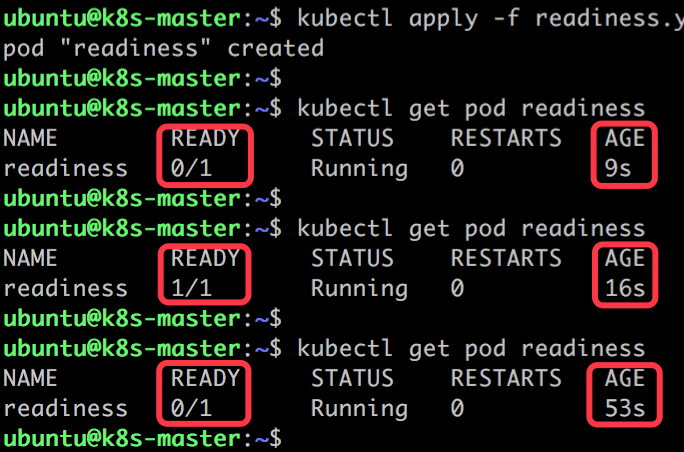 ubuntu@k8s-master:~$ kubectl apply -f readiness.y
pod "readiness" created
ubuntu@k8s-master:~$
ubuntu@k8s-master:~$ kubectl get pod readiness
NAME READY STATUS RESTARTS AGE
readiness 0/1 Running 0 9s
ubuntu@k8s-master:~$
ubuntu@k8s-master:~$ kubectl get pod readiness
NAME READY STATUS RESTARTS AGE
readiness 1/1 Running 0 16s
ubuntu@k8s-master:~$
ubuntu@k8s-master:~$ kubectl get pod readiness
NAME READY STATUS RESTARTS AGE
readiness 0/1 Running 0 53s
ubuntu@k8s-master:~$